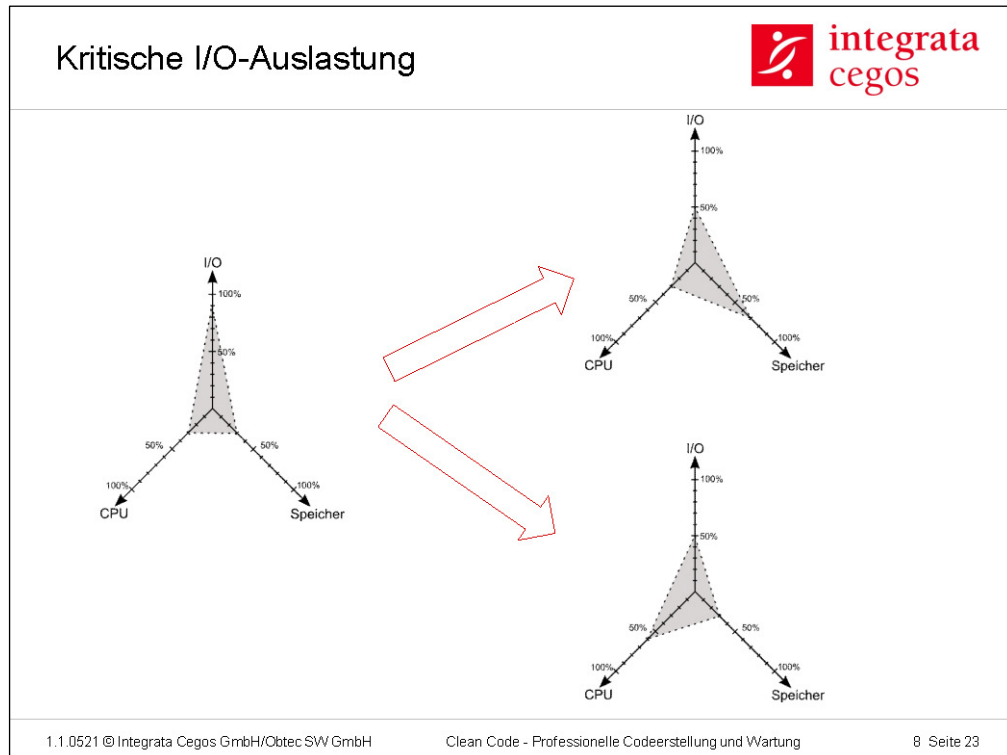 Kritische I/O-Auslastung
integrata
cegos
I/O
100%
50%
50%
50%
100%
100%
CPU
Speicher
I/O
100%
50%
50%
50%
100%
100%
CPU
Speicher
I/O
100%
50%
50%
50%
100%
100%
CPU
Speicher
1.1.0521 © Integrata Cegos GmbH/Obtec SW GmbH
Clean Code - Professionelle Codeerstellung und Wartung
8 Seite 23